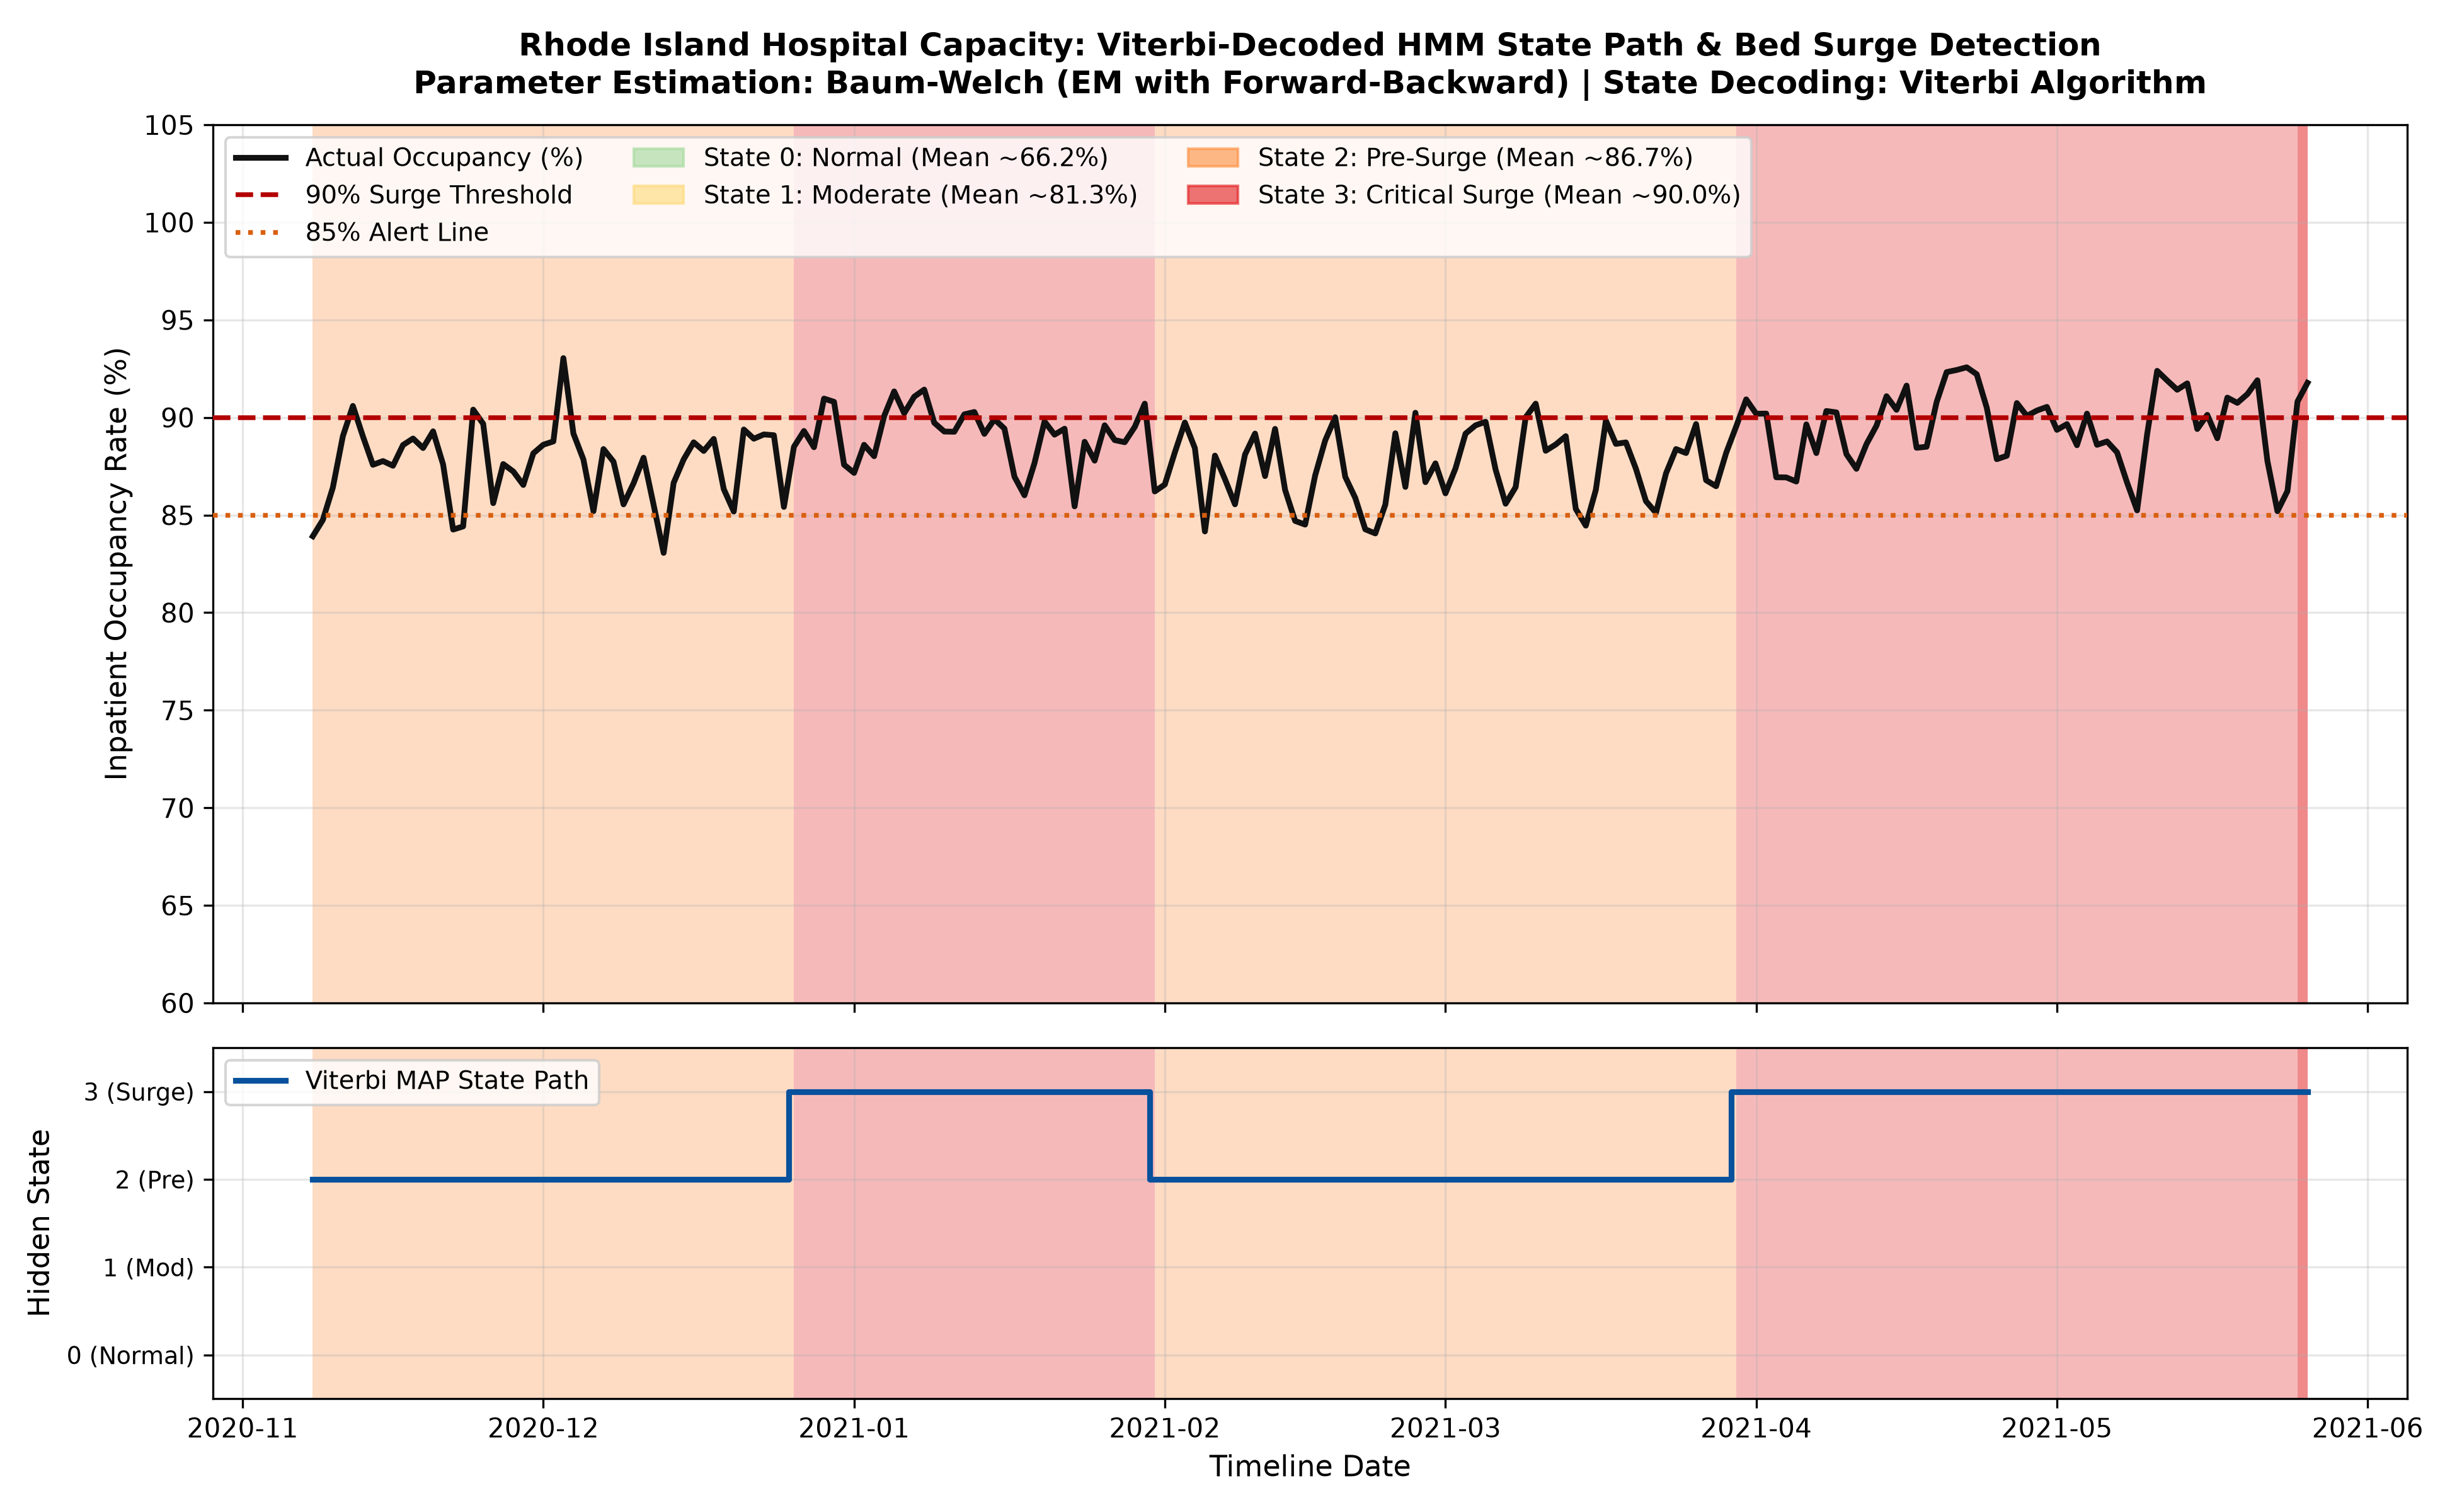 Rhode Island Hospital Capacity: Viterbi-Decoded HMM State Path & Bed Surge Detection
Parameter Estimation: Baum-Welch (EM with Forward-Backward) | State Decoding: Viterbi Algorithm
Actual Occupancy (%)
90% Surge Threshold
85% Alert Line
State 0: Normal (Mean ~66.2%)
State 1: Moderate (Mean ~81.3%)
State 2: Pre-Surge (Mean ~86.7%)
State 3: Critical Surge (Mean ~90.0%)
Inpatient Occupancy Rate (%)
105
100
95
90
85
80
75
70
65
60
Viterbi MAP State Path
Hidden State
3 (Surge)
2 (Pre)
1 (Mod)
0 (Normal)
2020-11
2020-12
2021-01
2021-02
2021-03
2021-04
2021-05
2021-06
Timeline Date